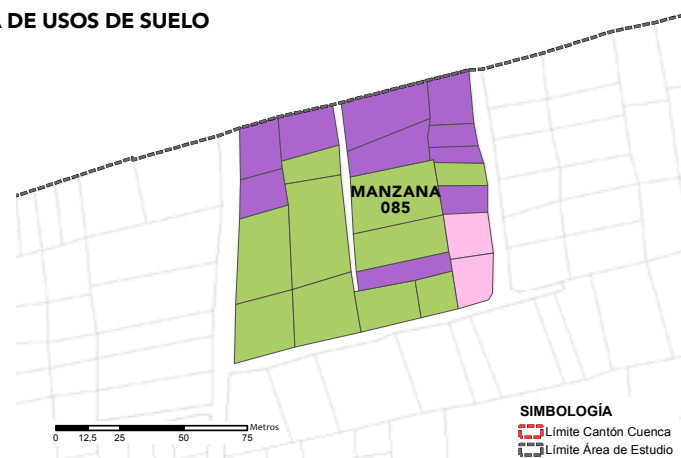 A DE USOS DE SUELO
MANZANA
085
Metros
0 12,5 25 50 75
SIMBOLOGÍA
Límite Cantón Cuenca
Límite Área de Estudio